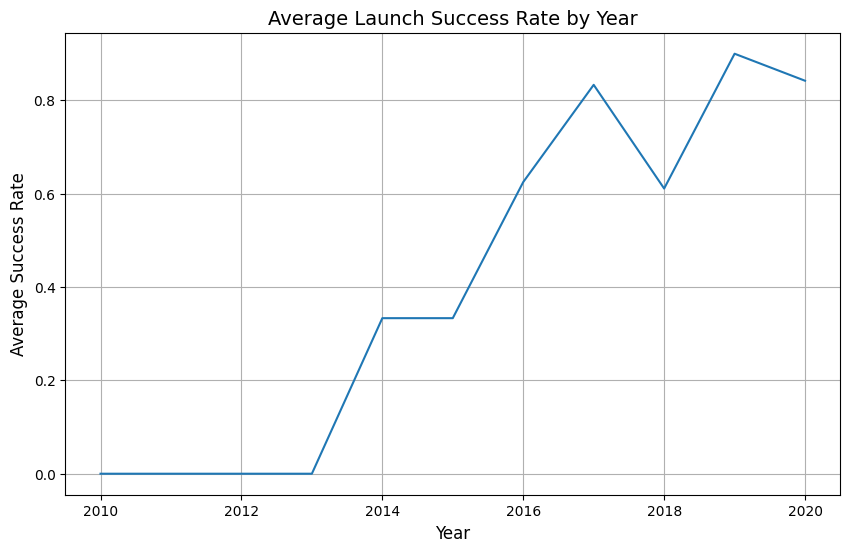 Average Launch Success Rate by Year
Average Success Rate
0.8
0.6
0.4
0.2
0.0
2010 2012 2014 2016 2018 2020
Year